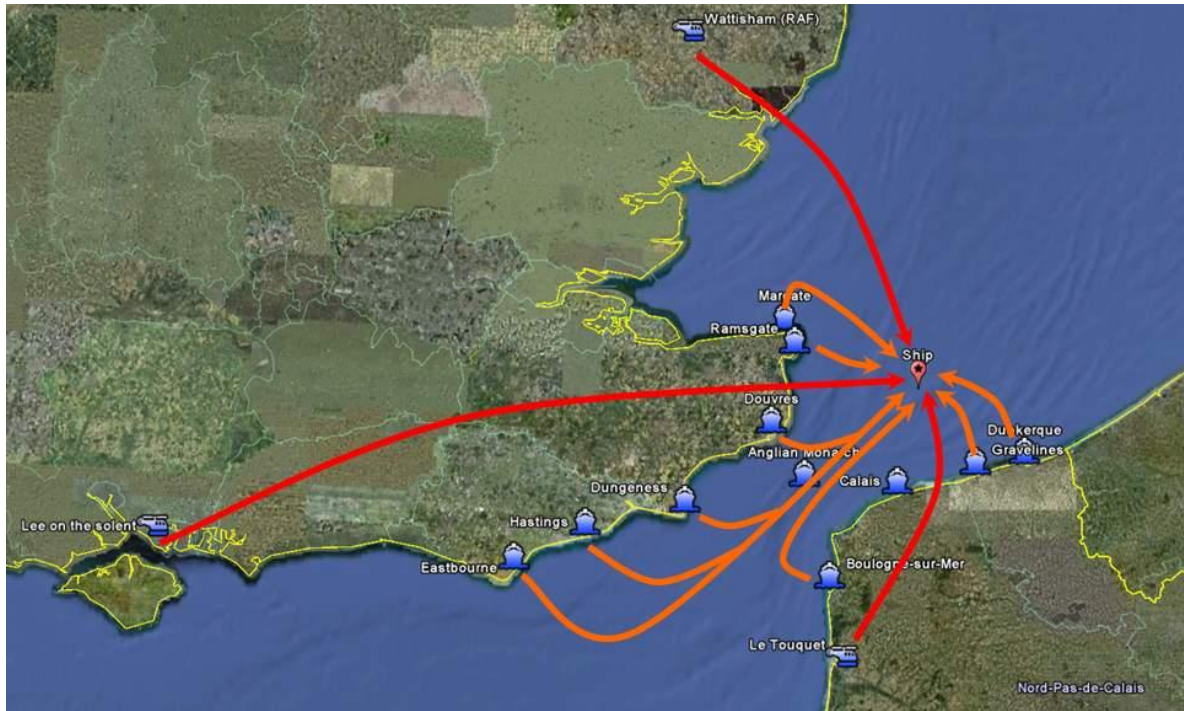 Wattisham (RAF)
Margate
Ramsgate
Ship
Douvres
Dunkerque
Anglian Monarch
Gravelines
Calais
Dungeness
Hastings
Lee on the solent
Eastbourne
Boulogne-sur-Mer
Le Touquet
Nord-Pas-de-Calais